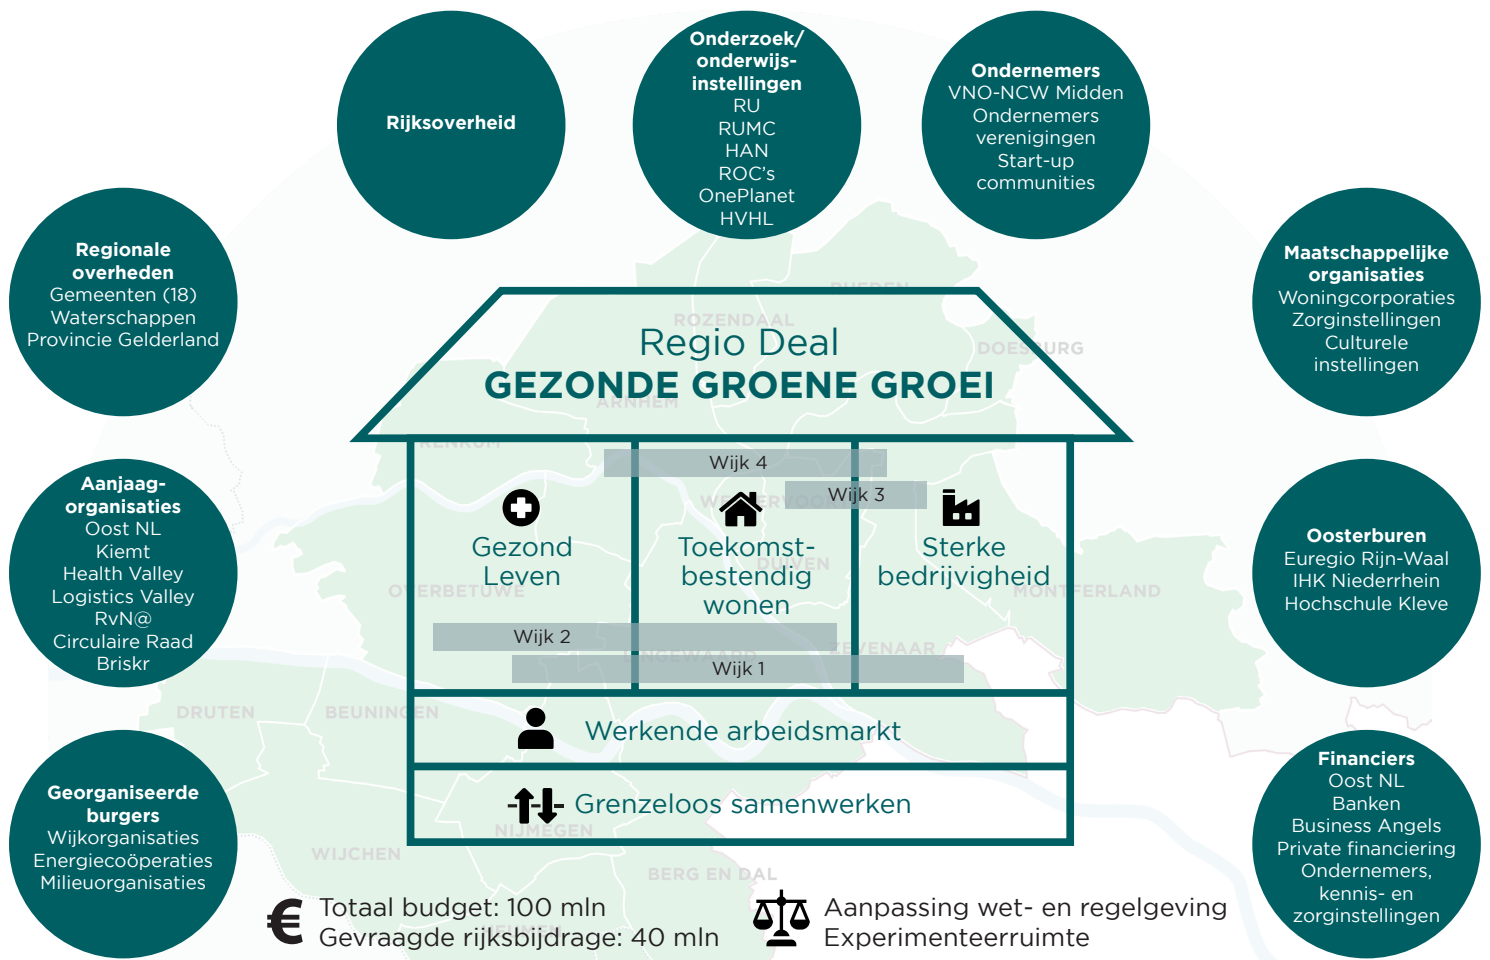 Rijksoverheid
Onderzoek/
onderwijs-
instellingen
RU
RUMC
HAN
ROC's
OnePlanet
HVHL
Ondernemers
VNO-NCW Midden
Ondernemers
verenigingen
Start-up
communities
Regionale
overheden
Gemeenten (18)
Waterschappen
Provincie Gelderland
Maatschappelijke
organisaties
Woningcorporaties
Zorginstellingen
Culturele
instellingen
RHEDEN
ROZENDAAL
DOESBURG
Regio Deal
GEZONDE GROENE GROEI
ARNHEM
RENKUM
Aanjaag-
organisaties
Oost NL
Kiemt
Health Valley
Logistics Valley
RvN@
Circulaire Raad
Briskr
Wijk 4
Wijk 3
WESTERVOORT
Gezond
Leven
Toekomst-
bestendig
wonen
Sterke
bedrijvigheid
DUIVEN
OVERBETUWE
MONTFERLAND
Wijk 2
Wijk 1
LINGEWAARD
ZEVENAAR
Oosterburen
Euregio Rijn-Waal
IHK Niederrhein
Hochschule Kleve
DRUTEN
BEUNINGEN
Werkende arbeidsmarkt
Grenzeloos samenwerken
NIJMEGEN
WIJCHEN
BERG EN DAL
HEUMEN
Georganiseerde
burgers
Wijkorganisaties
Energiecoöperaties
Milieuorganisaties
Financiers
Oost NL
Banken
Business Angels
Private financiering
Ondernemers,
kennis- en
zorginstellingen
€ Totaal budget: 100 mln
Gevraagde rijksbijdrage: 40 mln
Aanpassing wet- en regelgeving
Experimenteerruimte